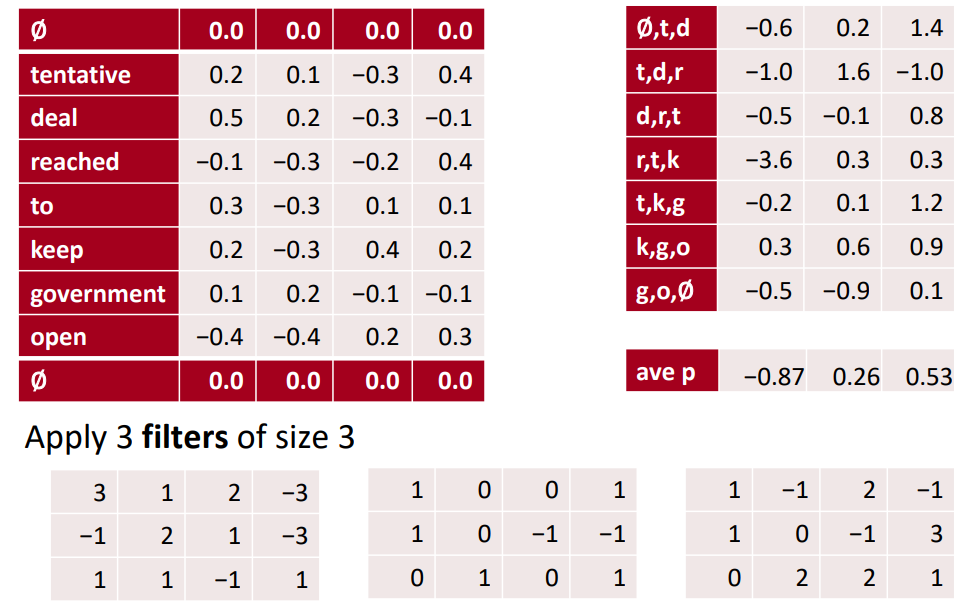 Ø 0.0 0.0 0.0 0.0
tentative 0.2 0.1 −0.3 0.4
deal 0.5 0.2 −0.3 −0.1
reached −0.1 −0.3 −0.2 0.4
to 0.3 −0.3 0.1 0.1
keep 0.2 −0.3 0.4 0.2
government 0.1 0.2 −0.1 −0.1
open −0.4 −0.4 0.2 0.3
Ø 0.0 0.0 0.0 0.0
Ø,t,d −0.6 0.2 1.4
t,d,r −1.0 1.6 −1.0
d,r,t −0.5 −0.1 0.8
r,t,k −3.6 0.3 0.3
t,k,g −0.2 0.1 1.2
k,g,o 0.3 0.6 0.9
g,o,Ø −0.5 −0.9 0.1
ave p −0.87 0.26 0.53
Apply 3 filters of size 3
3 1 2 −3
−1 2 1 −3
1 1 −1 1
1 0 0 1
1 0 −1 −1
0 1 0 1
1 −1 2 −1
1 0 −1 3
0 2 2 1